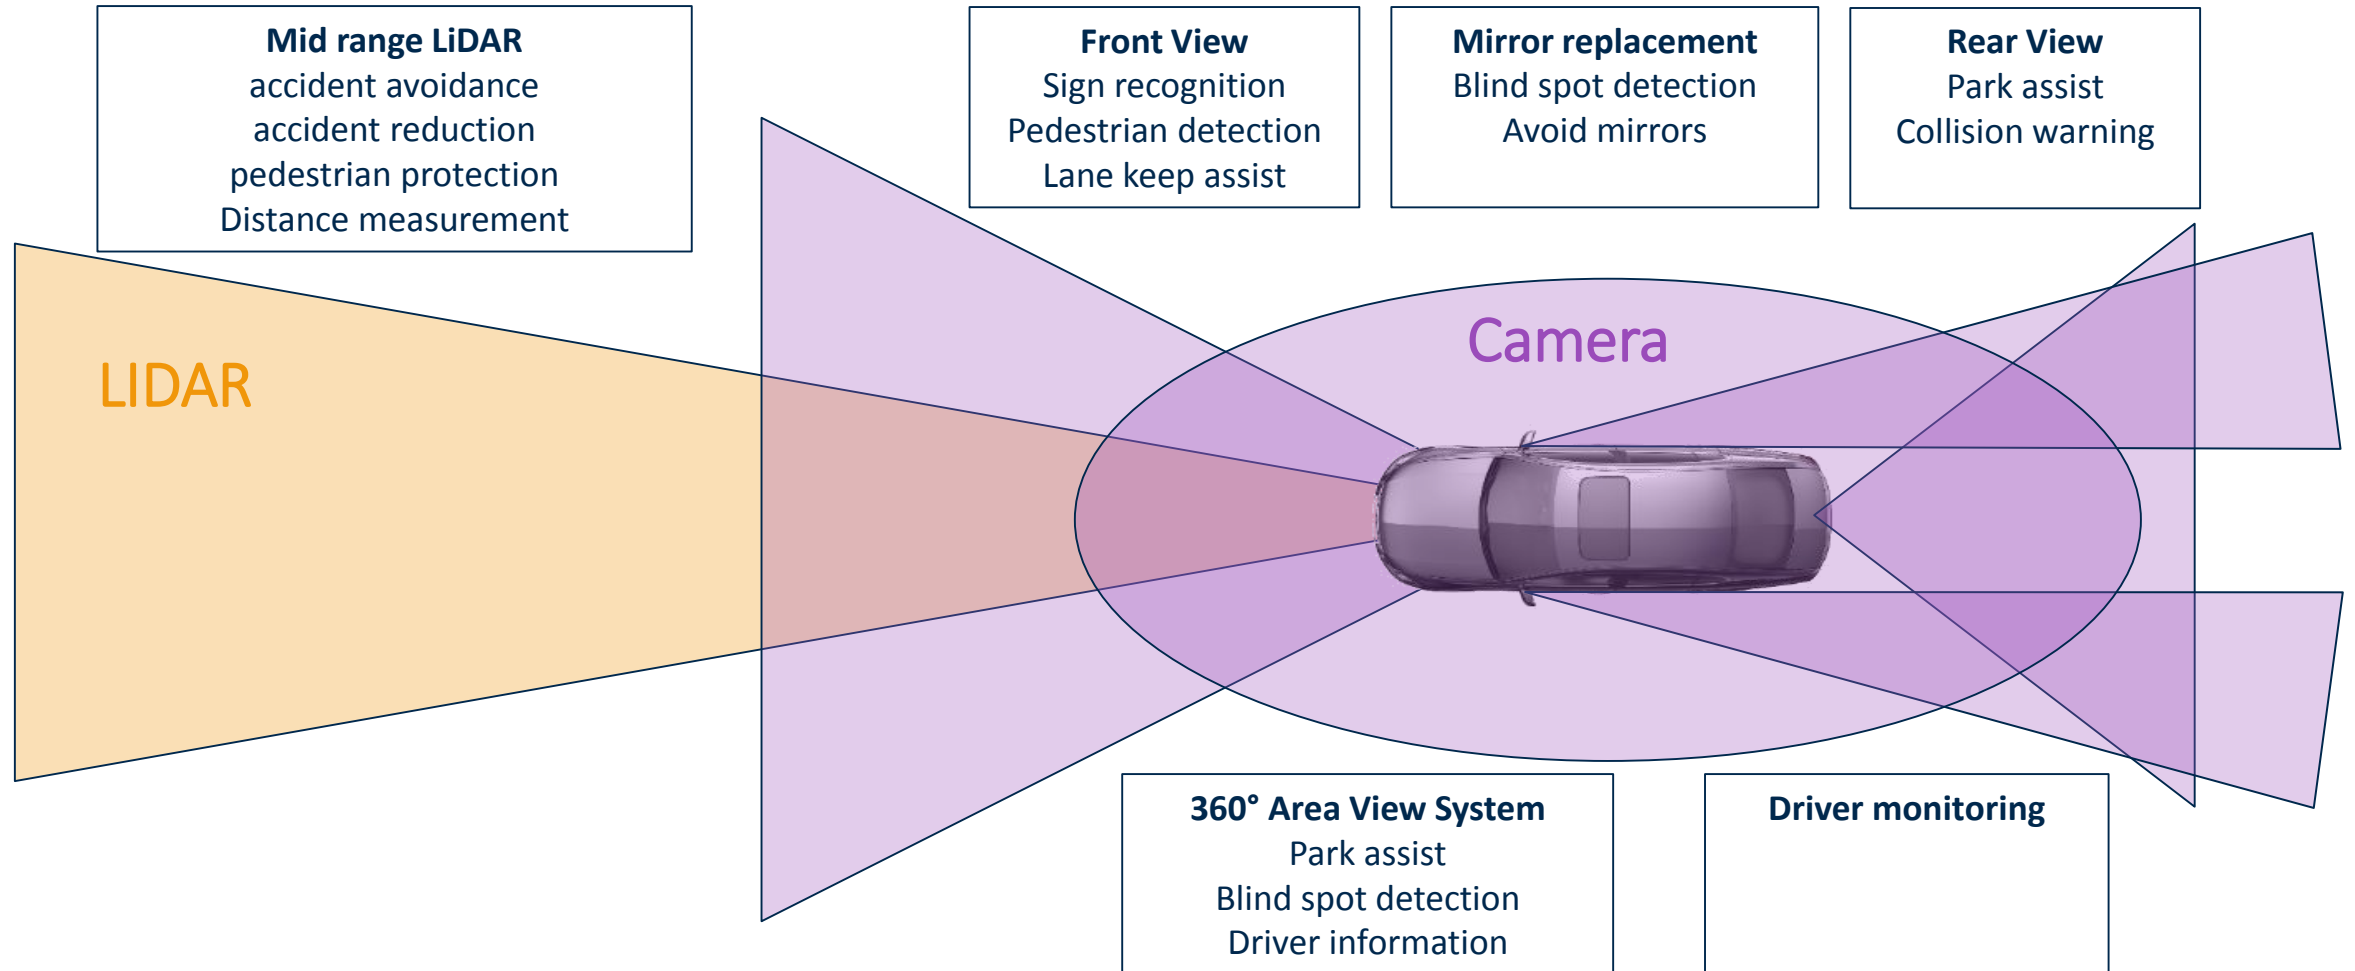 Mid range LiDAR
accident avoidance
accident reduction
pedestrian protection
Distance measurement
Front View
Sign recognition
Pedestrian detection
Lane keep assist
Mirror replacement
Blind spot detection
Avoid mirrors
Rear View
Park assist
Collision warning
LIDAR
Camera
360° Area View System
Park assist
Blind spot detection
Driver information
Driver monitoring